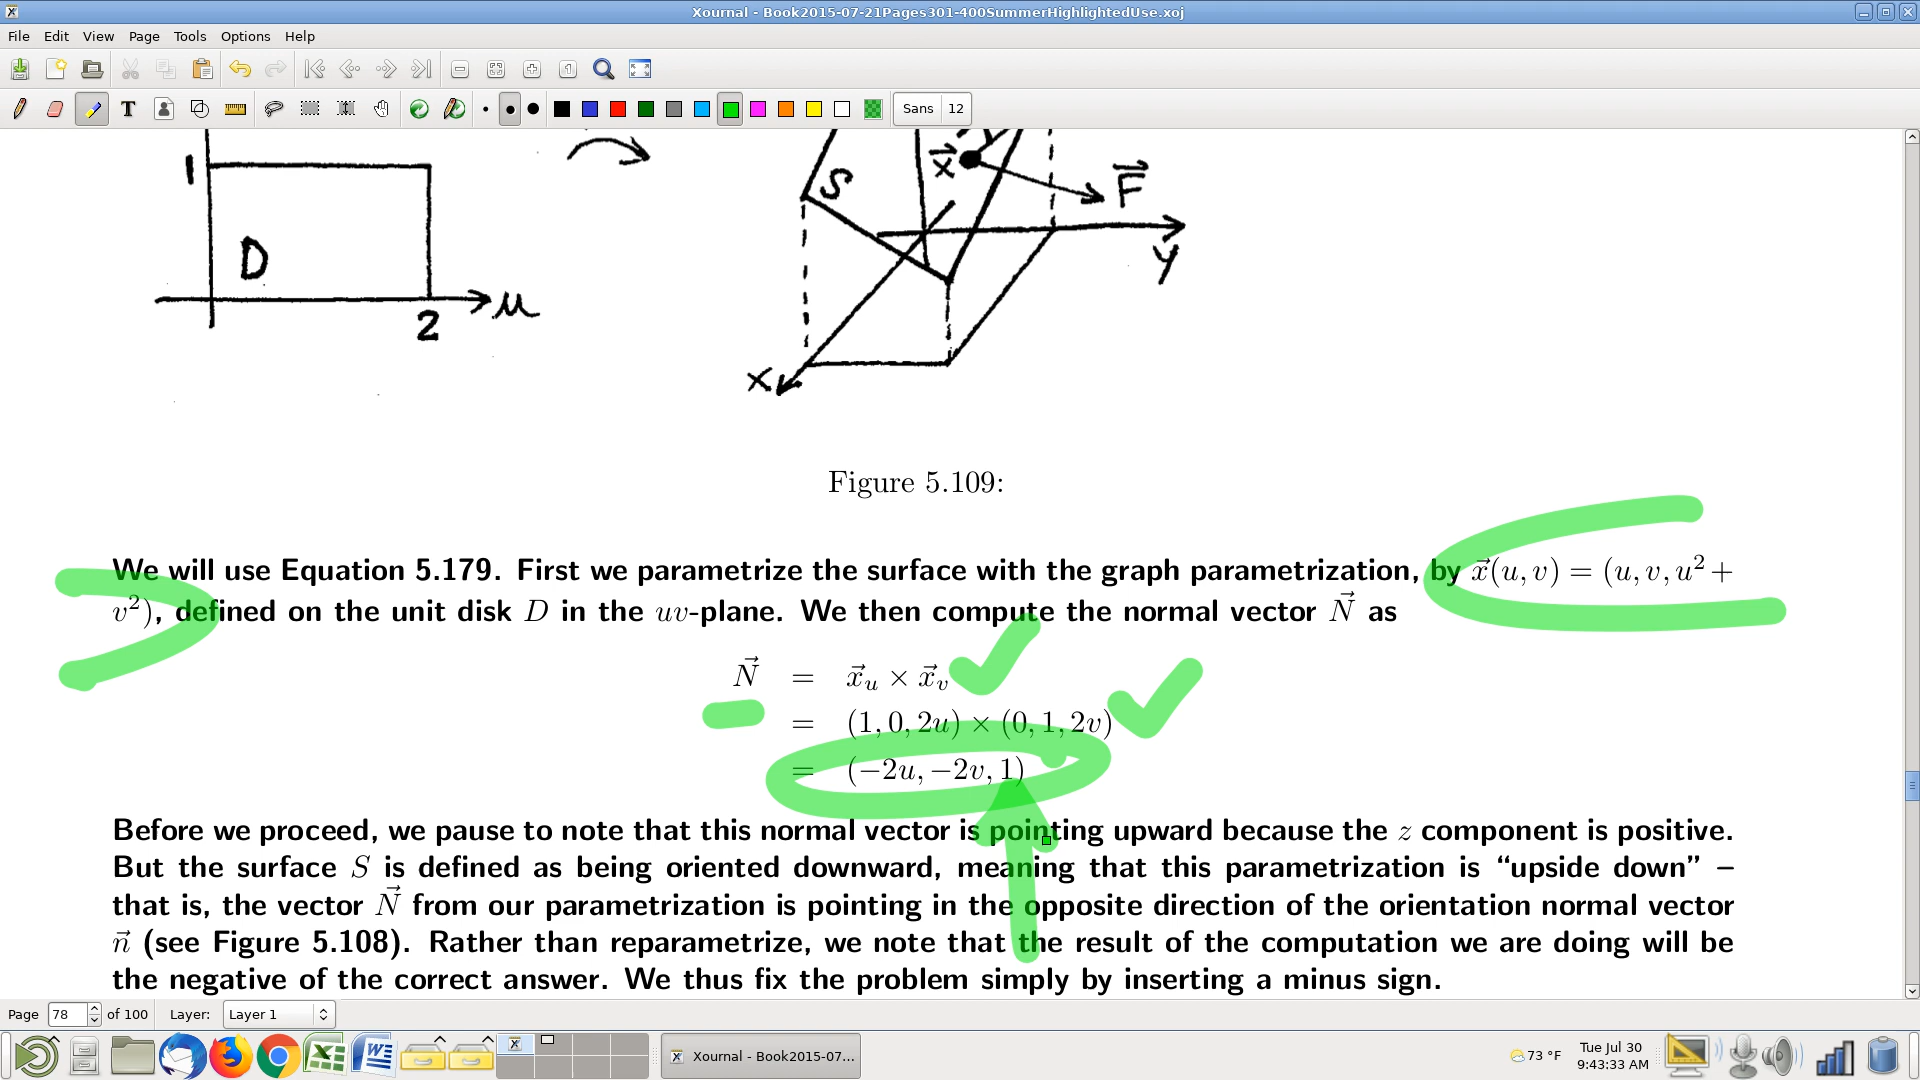 Xournal - Book2015-07-21Pages301-400SummerHighlightedUse.xoj
File Edit View Page Tools Options Help
Sans 12
1
D
2
u
S
x⃗
F⃗
y
x
Figure 5.109:
We will use Equation 5.179. First we parametrize the surface with the graph parametrization, by x⃗(u, v) = (u, v, u² +
v²), defined on the unit disk D in the uv-plane. We then compute the normal vector N⃗ as
N⃗ = x⃗ᵤ × x⃗ᵥ
= (1, 0, 2u) × (0, 1, 2v)
= (−2u, −2v, 1)
Before we proceed, we pause to note that this normal vector is pointing upward because the z component is positive.
But the surface S is defined as being oriented downward, meaning that this parametrization is “upside down” –
that is, the vector N⃗ from our parametrization is pointing in the opposite direction of the orientation normal vector
n⃗ (see Figure 5.108). Rather than reparametrize, we note that the result of the computation we are doing will be
the negative of the correct answer. We thus fix the problem simply by inserting a minus sign.
Page 78 of 100 Layer: Layer 1
Xournal - Book2015-07...
73 °F
Tue Jul 30
9:43:33 AM